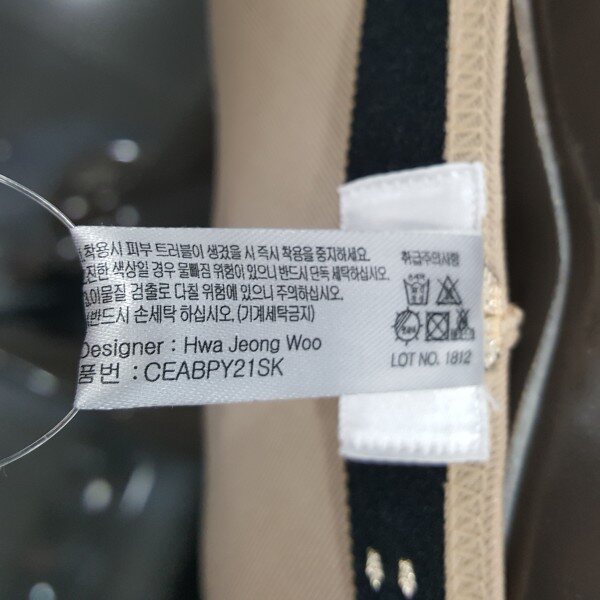 착용시 피부 트러블이 생겼을 시 즉시 착용을 중지하세요.
진한 색상일 경우 물빠짐 위험이 있으니 반드시 단독 세탁하십시오.
3.이물질 검출로 다칠 위험에 있으니 주의하십시오.
반드시 손세탁 하십시오. (기계세탁금지)
Designer : Hwa Jeong Woo
품번 : CEABPY21SK
취급주의사항
LOT NO. 1812